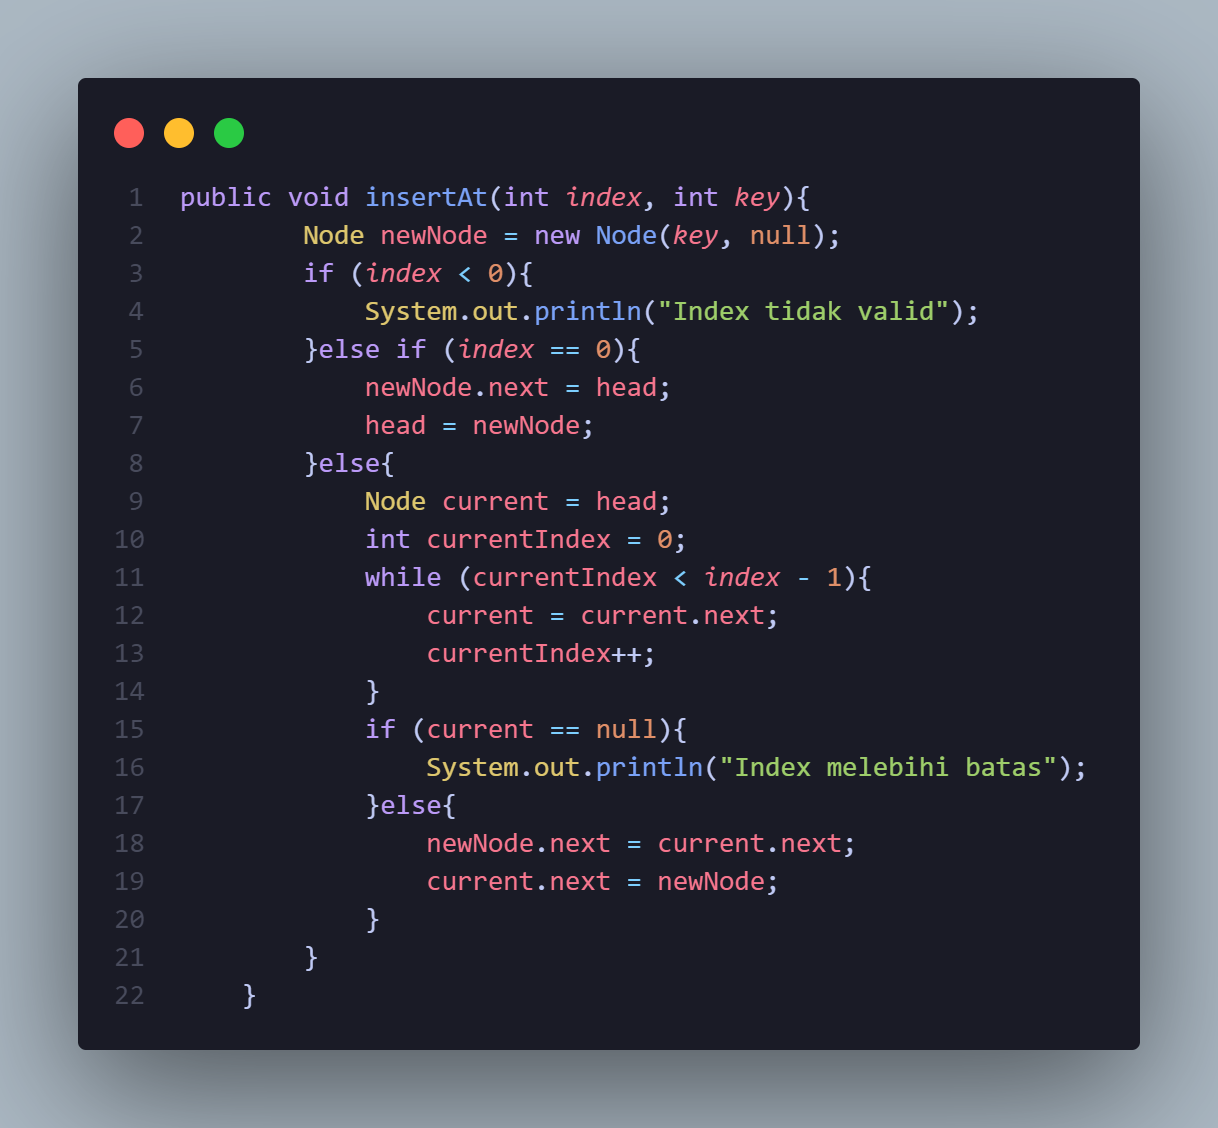 1 public void insertAt(int index, int key){
2         Node newNode = new Node(key, null);
3         if (index < 0){
4             System.out.println("Index tidak valid");
5         }else if (index == 0){
6             newNode.next = head;
7             head = newNode;
8         }else{
9             Node current = head;
10             int currentIndex = 0;
11             while (currentIndex < index - 1){
12                 current = current.next;
13                 currentIndex++;
14             }
15             if (current == null){
16                 System.out.println("Index melebihi batas");
17             }else{
18                 newNode.next = current.next;
19                 current.next = newNode;
20             }
21         }
22     }